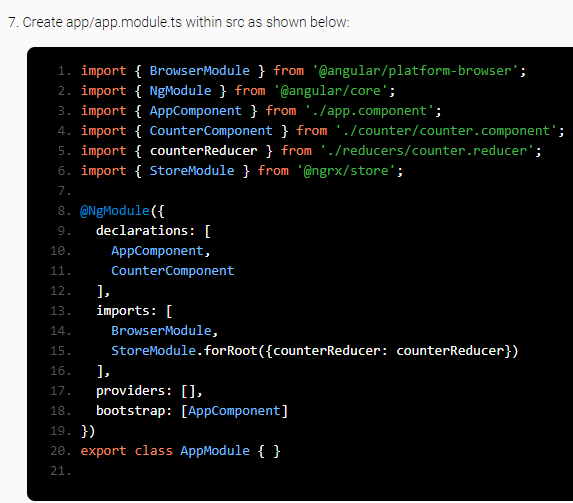 7. Create app/app.module.ts within src as shown below:
1. import { BrowserModule } from '@angular/platform-browser';
2. import { NgModule } from '@angular/core';
3. import { AppComponent } from './app.component';
4. import { CounterComponent } from './counter/counter.component';
5. import { counterReducer } from './reducers/counter.reducer';
6. import { StoreModule } from '@ngrx/store';
7.
8. @NgModule({
9.   declarations: [
10.     AppComponent,
11.     CounterComponent
12.   ],
13.   imports: [
14.     BrowserModule,
15.     StoreModule.forRoot({counterReducer: counterReducer})
16.   ],
17.   providers: [],
18.   bootstrap: [AppComponent]
19. })
20. export class AppModule { }
21.